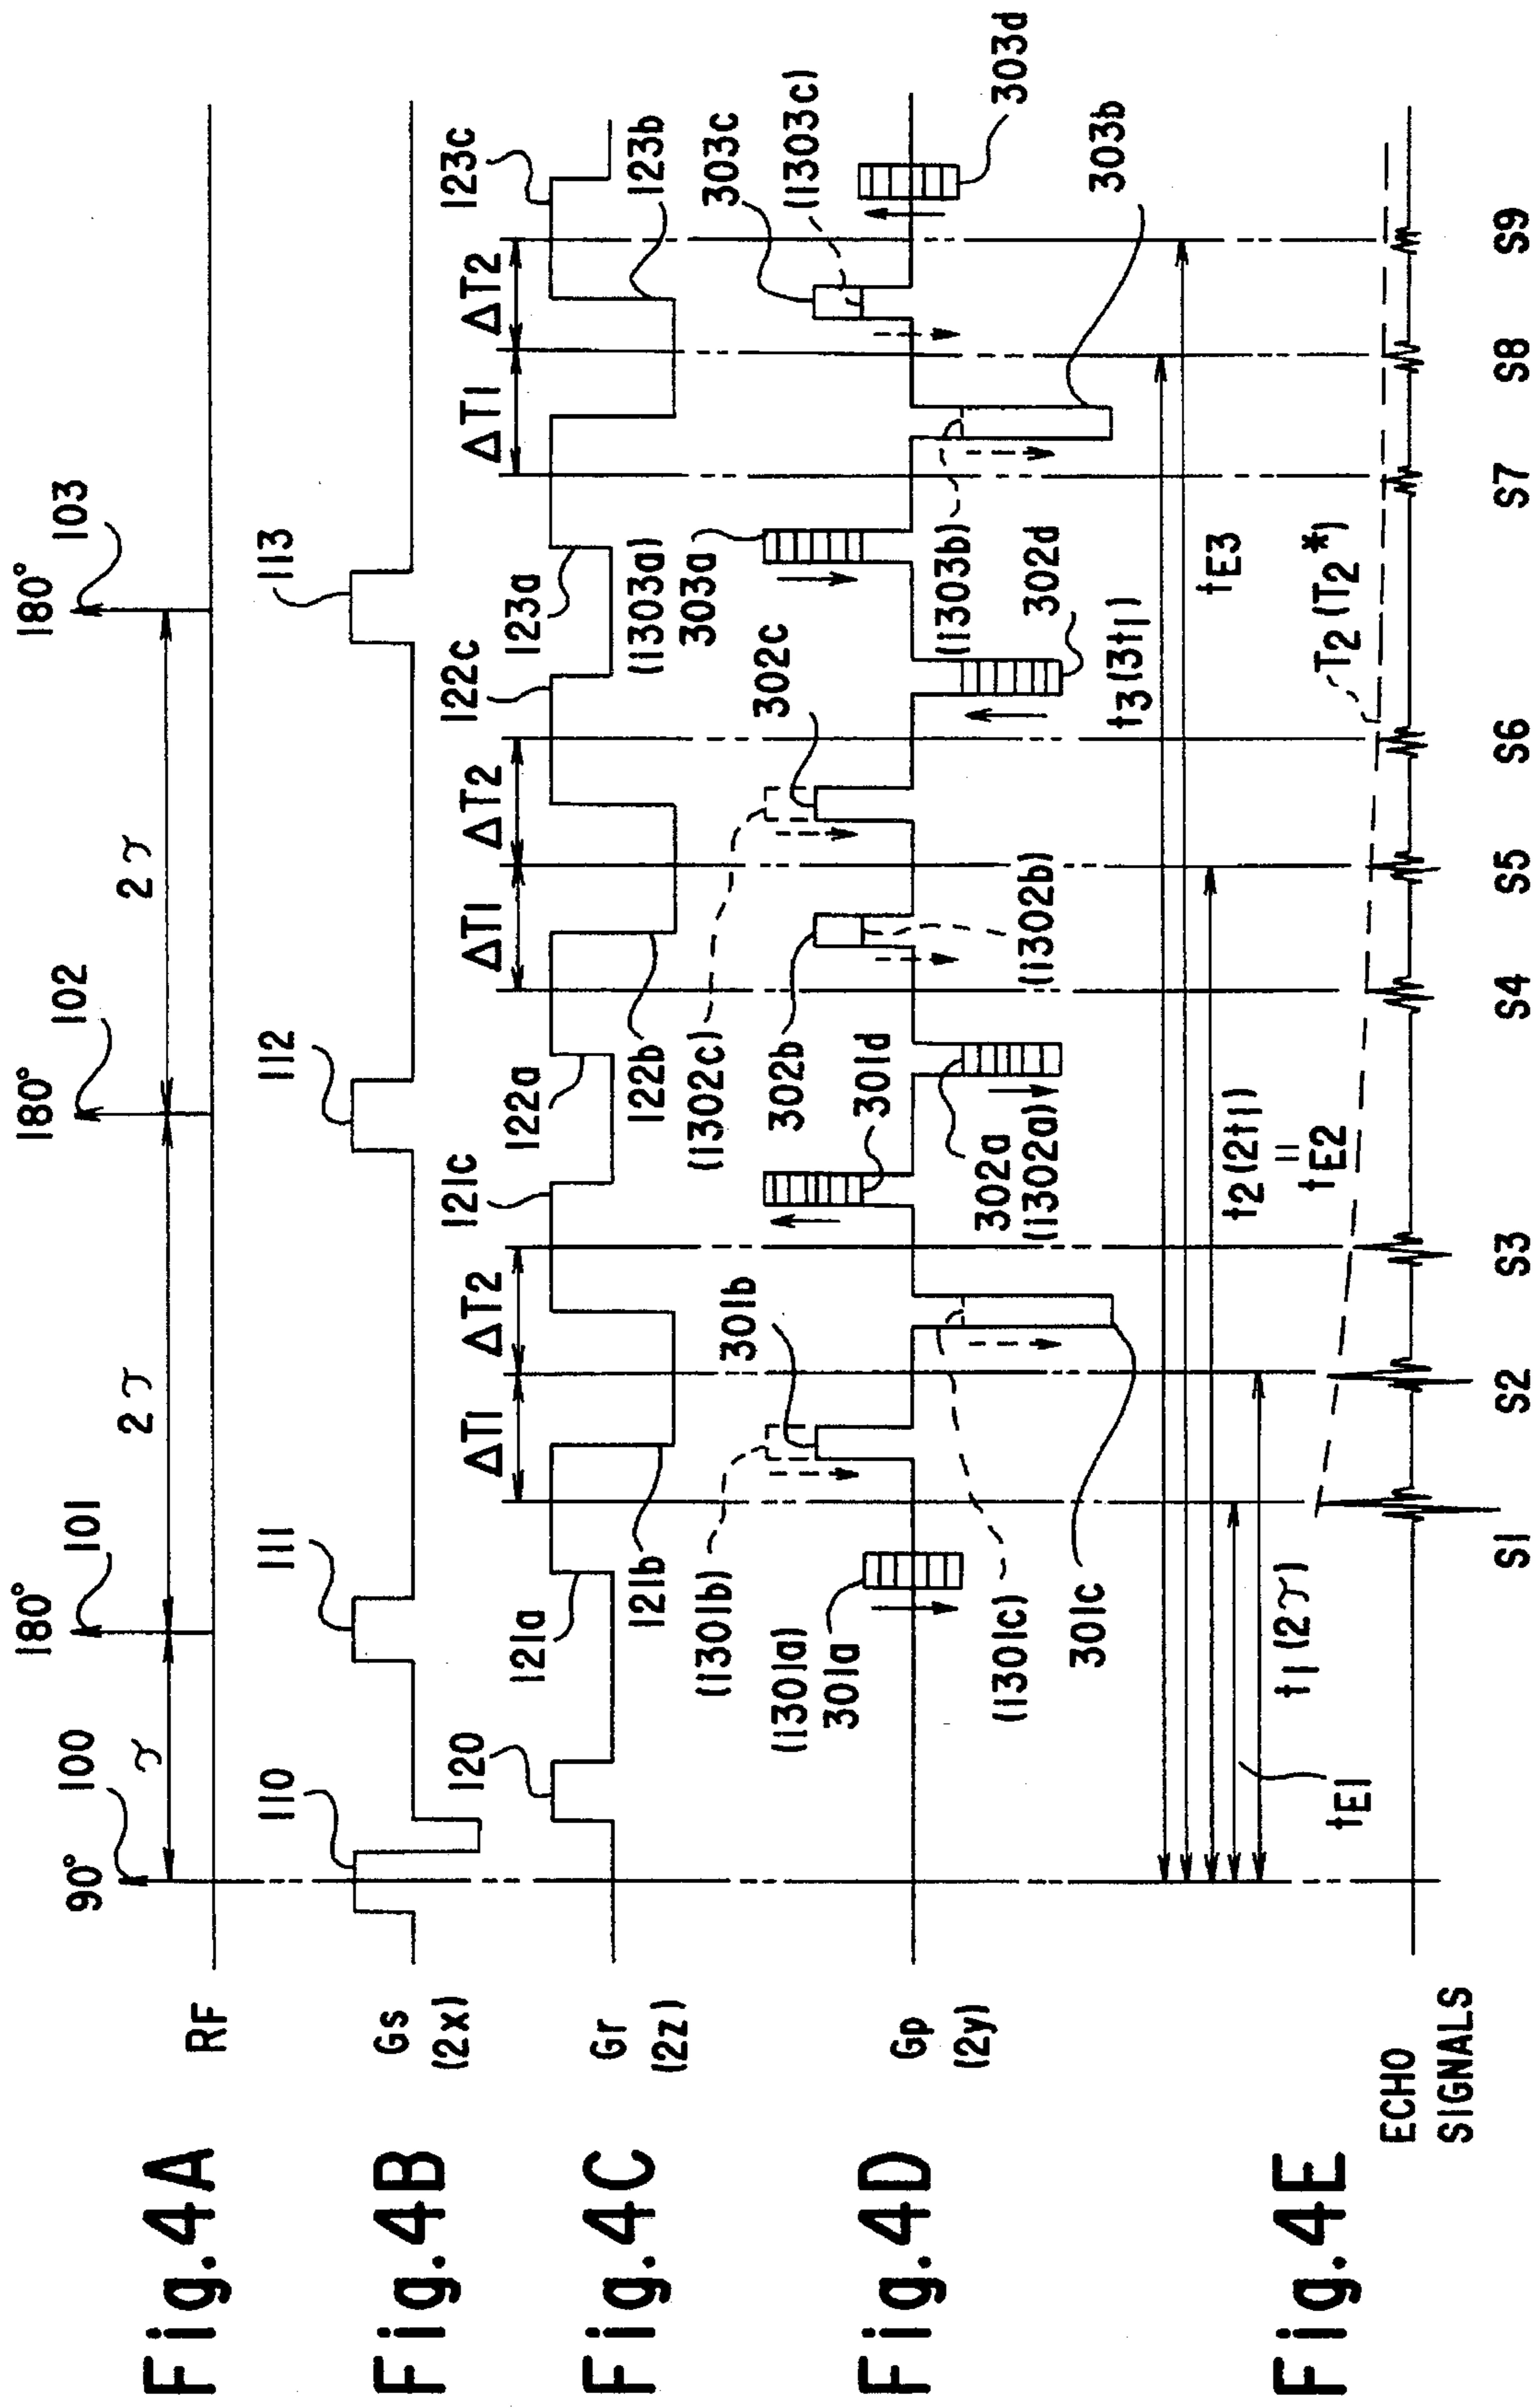 Fig.4A
RF
90°
100
τ
180°
101
2τ
180°
102
2τ
180°
103
Fig.4B
Gs
(2x)
110
111
112
113
Fig.4C
Gr
(2z)
120
121a
121b
ΔT1
ΔT2
121c
122a
122b
ΔT1
ΔT2
122c
123a
ΔT1
ΔT2
123b
123c
Fig.4D
Gp
(2y)
(1301a)
301a
(1301b)
301b
(1301c)
301c
301d
302a
(1302a)
302b
(1302b)
(1302c)
302c
302d
(1303a)
303a
(1303b)
303b
303c
(1303c)
303d
Fig.4E
ECHO
SIGNALS
tE1
t1(2τ)
t2(2t1)
=
tE2
t3(3t1)
tE3
T2(T2*)
S1
S2
S3
S4
S5
S6
S7
S8
S9